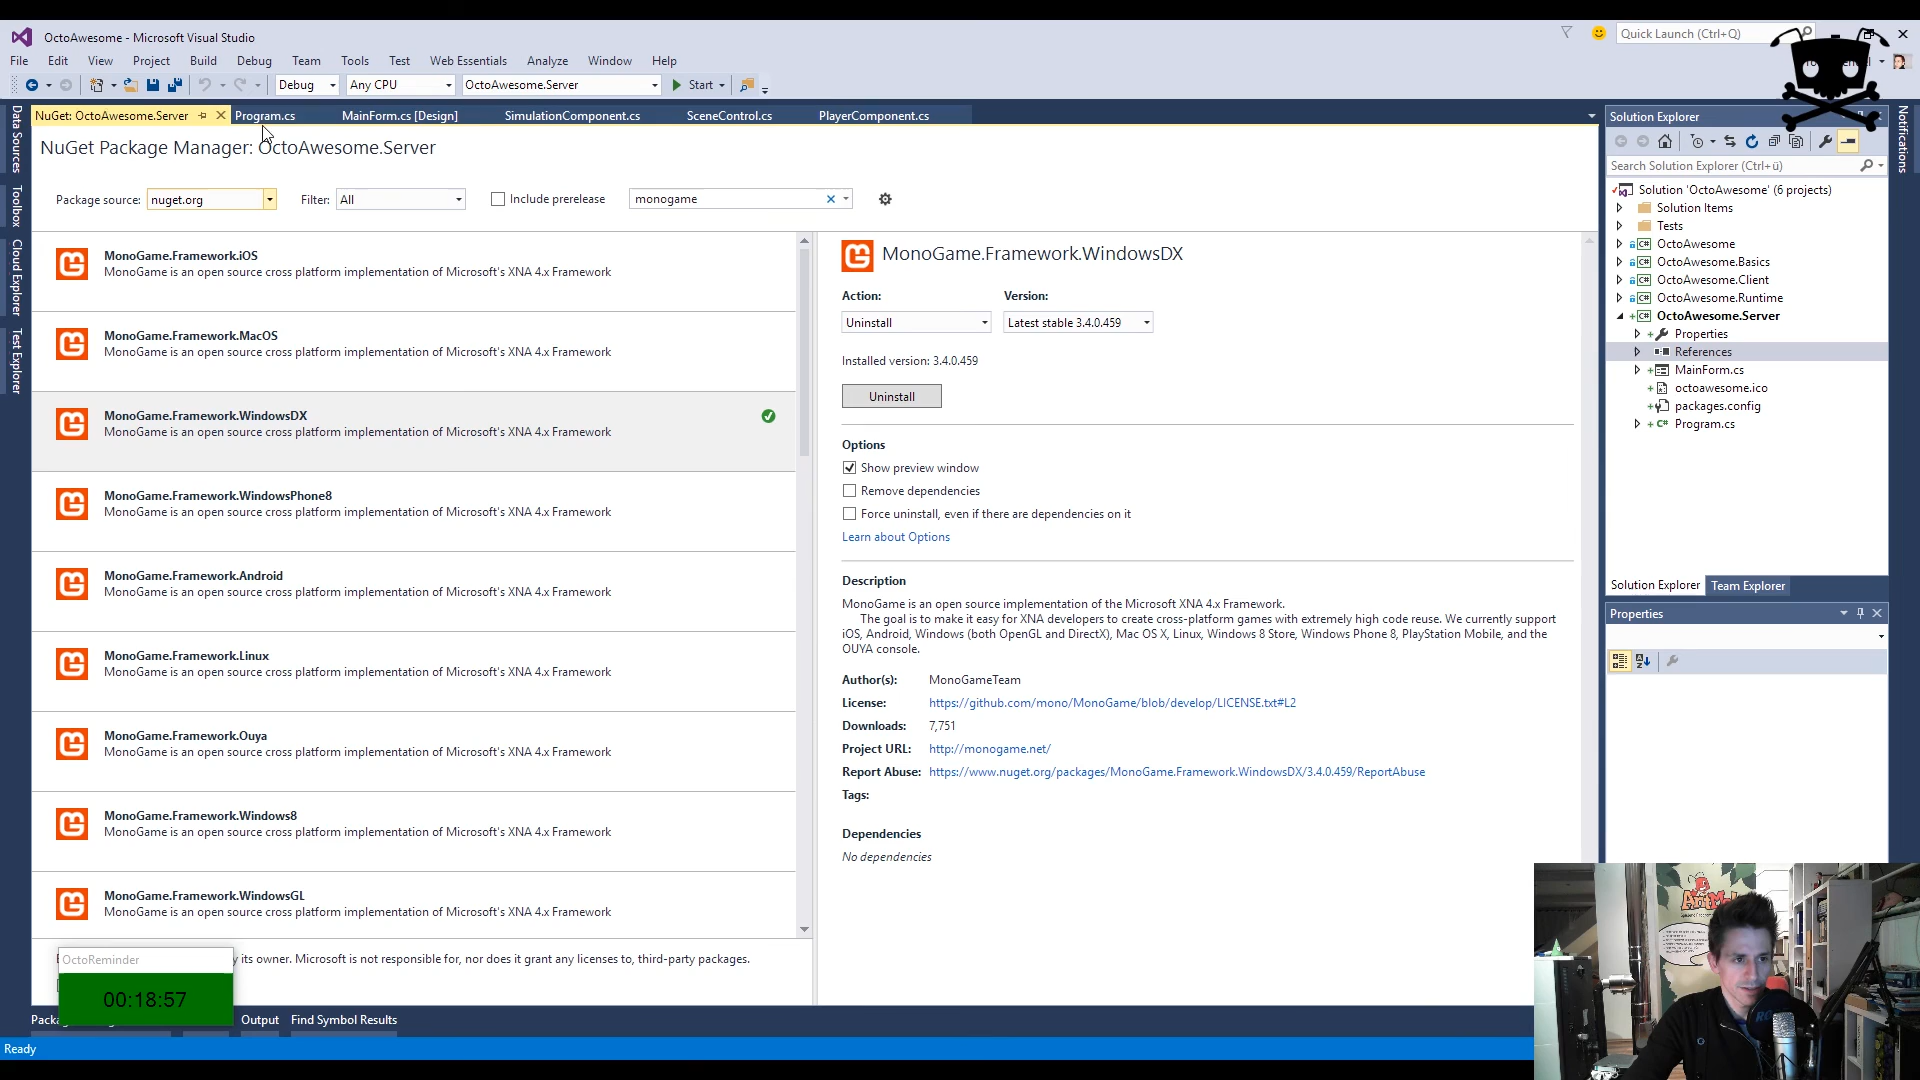 OctoAwesome - Microsoft Visual Studio
Quick Launch (Ctrl+Q)
File Edit View Project Build Debug Team Tools Test Web Essentials Analyze Window Help
Debug Any CPU OctoAwesome.Server Start
NuGet: OctoAwesome.Server Program.cs MainForm.cs [Design] SimulationComponent.cs SceneControl.cs PlayerComponent.cs
Data Sources
Toolbox
Cloud Explorer
Test Explorer
NuGet Package Manager: OctoAwesome.Server
Package source: nuget.org Filter: All Include prerelease monogame
MonoGame.Framework.iOS
MonoGame is an open source cross platform implementation of Microsoft's XNA 4.x Framework
MonoGame.Framework.MacOS
MonoGame is an open source cross platform implementation of Microsoft's XNA 4.x Framework
MonoGame.Framework.WindowsDX
MonoGame is an open source cross platform implementation of Microsoft's XNA 4.x Framework
MonoGame.Framework.WindowsPhone8
MonoGame is an open source cross platform implementation of Microsoft's XNA 4.x Framework
MonoGame.Framework.Android
MonoGame is an open source cross platform implementation of Microsoft's XNA 4.x Framework
MonoGame.Framework.Linux
MonoGame is an open source cross platform implementation of Microsoft's XNA 4.x Framework
MonoGame.Framework.Ouya
MonoGame is an open source cross platform implementation of Microsoft's XNA 4.x Framework
MonoGame.Framework.Windows8
MonoGame is an open source cross platform implementation of Microsoft's XNA 4.x Framework
MonoGame.Framework.WindowsGL
MonoGame is an open source cross platform implementation of Microsoft's XNA 4.x Framework
y its owner. Microsoft is not responsible for, nor does it grant any licenses to, third-party packages.
OctoReminder
00:18:57
MonoGame.Framework.WindowsDX
Action: Version:
Uninstall Latest stable 3.4.0.459
Installed version: 3.4.0.459
Uninstall
Options
Show preview window
Remove dependencies
Force uninstall, even if there are dependencies on it
Learn about Options
Description
MonoGame is an open source implementation of the Microsoft XNA 4.x Framework.
The goal is to make it easy for XNA developers to create cross-platform games with extremely high code reuse. We currently support
iOS, Android, Windows (both OpenGL and DirectX), Mac OS X, Linux, Windows 8 Store, Windows Phone 8, PlayStation Mobile, and the
OUYA console.
Author(s): MonoGameTeam
License: https://github.com/mono/MonoGame/blob/develop/LICENSE.txt#L2
Downloads: 7,751
Project URL: http://monogame.net/
Report Abuse: https://www.nuget.org/packages/MonoGame.Framework.WindowsDX/3.4.0.459/ReportAbuse
Tags:
Dependencies
No dependencies
Solution Explorer
Search Solution Explorer (Ctrl+ü)
Solution 'OctoAwesome' (6 projects)
Solution Items
Tests
OctoAwesome
OctoAwesome.Basics
OctoAwesome.Client
OctoAwesome.Runtime
OctoAwesome.Server
Properties
References
MainForm.cs
octoawesome.ico
packages.config
Program.cs
Solution Explorer Team Explorer
Properties
Notifications
Output Find Symbol Results
Ready